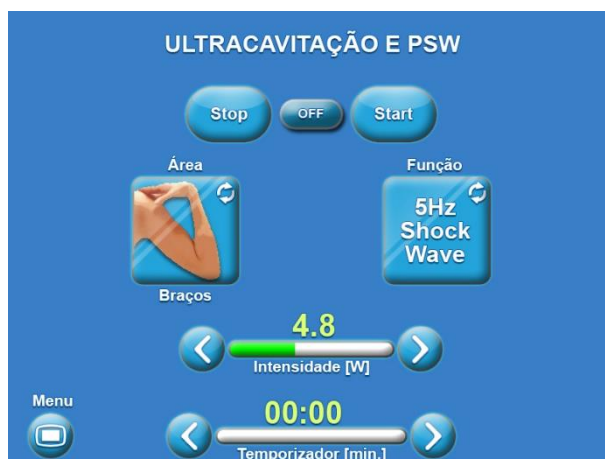 ULTRACAVITAÇÃO E PSW
Stop
OFF
Start
Área
Função
5Hz
Shock
Wave
Braços
4.8
Intensidade [W]
Menu
00:00
Temporizador [min.]